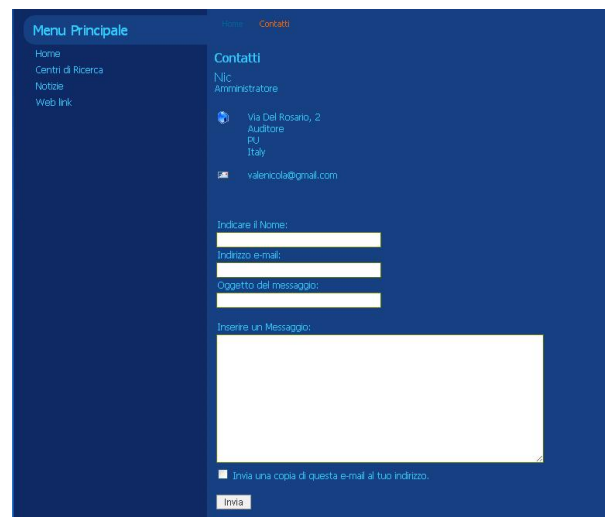 Menu Principale
Home
Centri di Ricerca
Notizie
Web link
Home Contatti
Contatti
Nic
Amministratore
Via Del Rosario, 2
Auditore
PU
Italy
valenicola@gmail.com
Indicare il Nome:
Indirizzo e-mail:
Oggetto del messaggio:
Inserire un Messaggio:
Invia una copia di questa e-mail al tuo indirizzo.
Invia